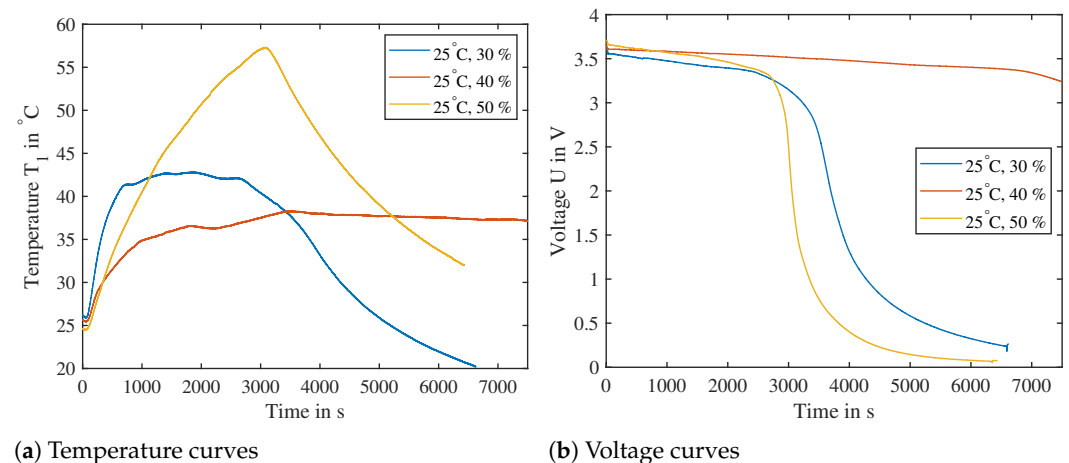 60
55
50
45
40
35
30
25
20
0 1000 2000 3000 4000 5000 6000 7000
Time in s
Temperature T1 in °C
25°C, 30 %
25°C, 40 %
25°C, 50 %
(a) Temperature curves
4
3.5
3
2.5
2
1.5
1
0.5
0
0 1000 2000 3000 4000 5000 6000 7000
Time in s
Voltage U in V
25°C, 30 %
25°C, 40 %
25°C, 50 %
(b) Voltage curves